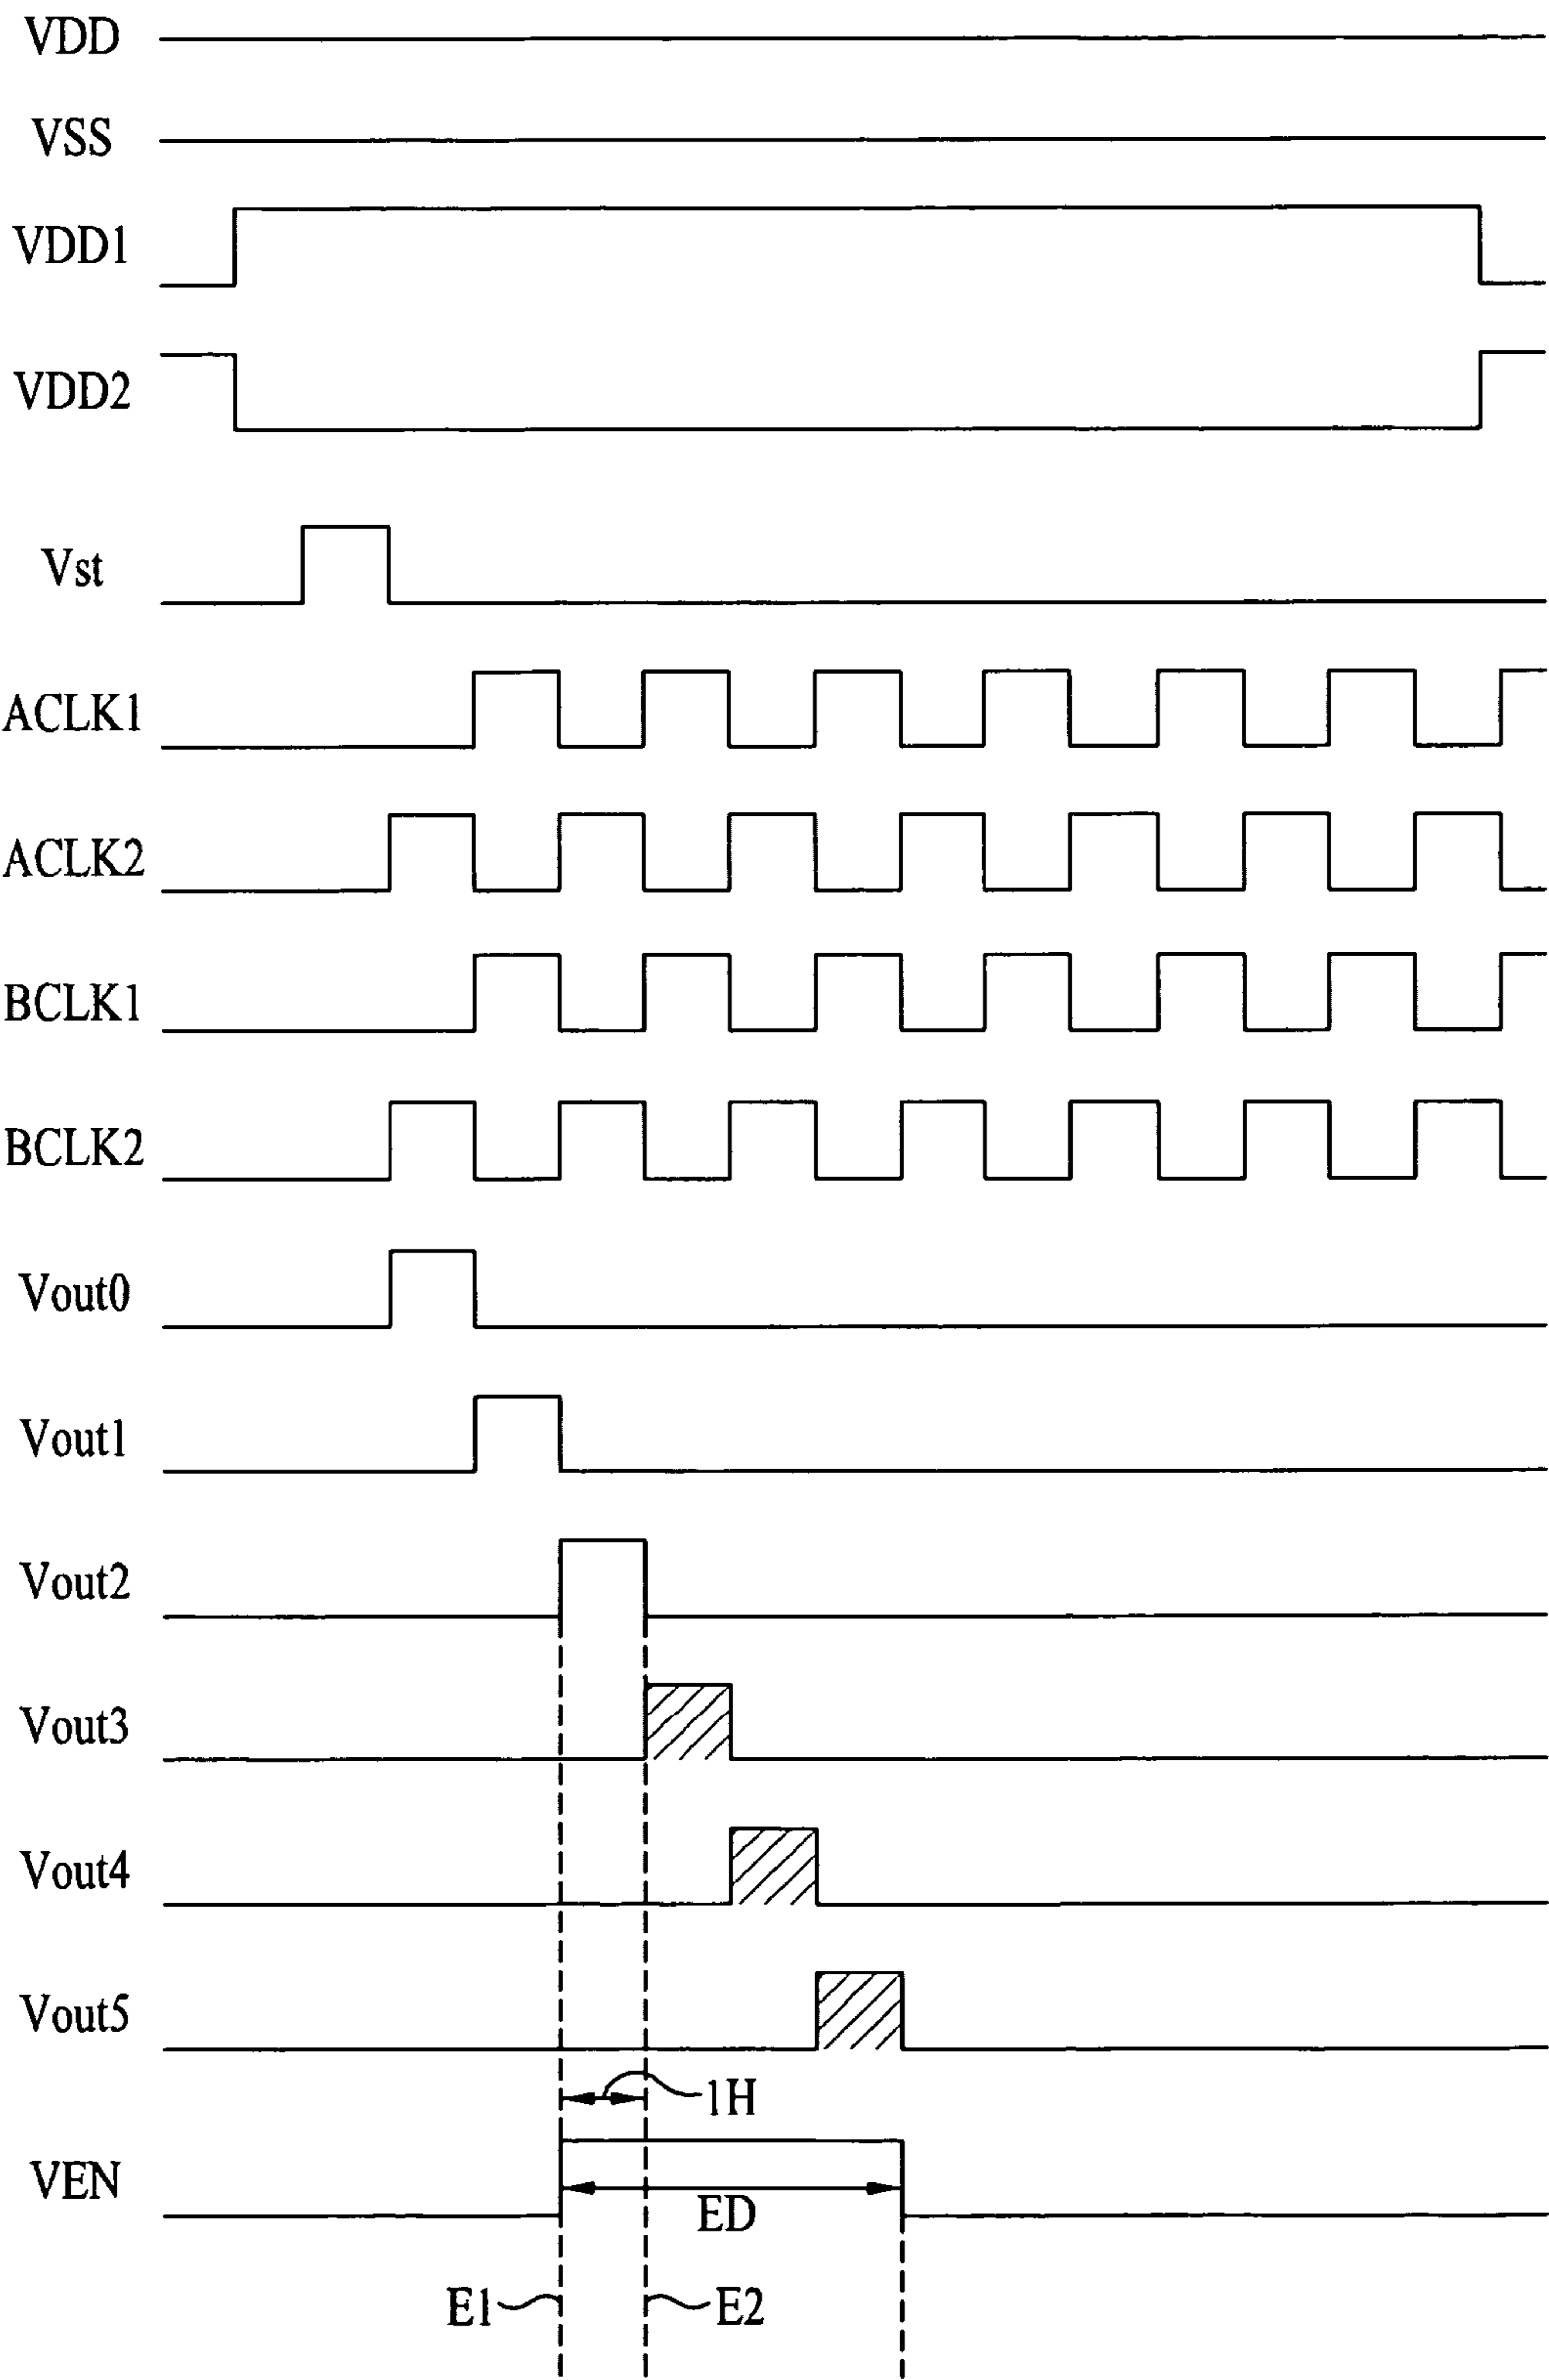 VDD
VSS
VDD1
VDD2
Vst
ACLK1
ACLK2
BCLK1
BCLK2
Vout0
Vout1
Vout2
Vout3
Vout4
Vout5
1H
VEN
ED
E1
E2